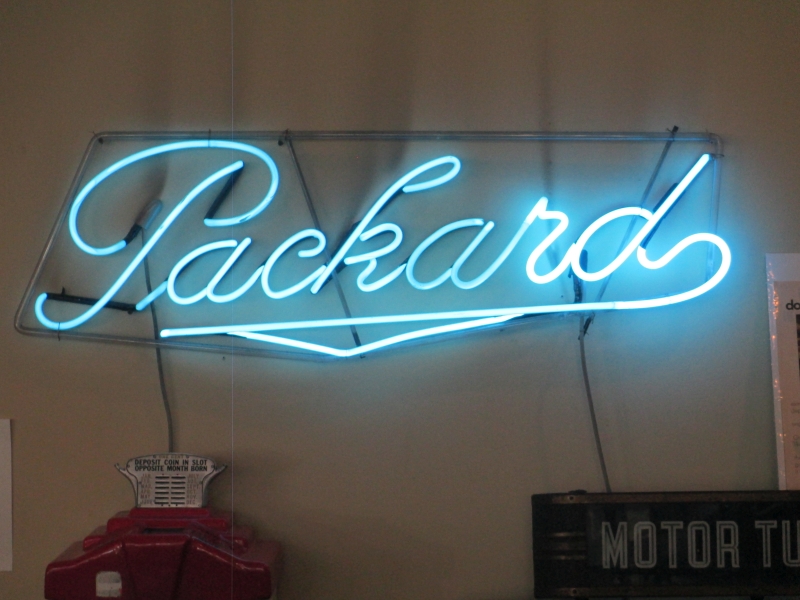 Packard
DEPOSIT COIN IN SLOT
OPPOSITE MONTH BORN
MOTOR TU